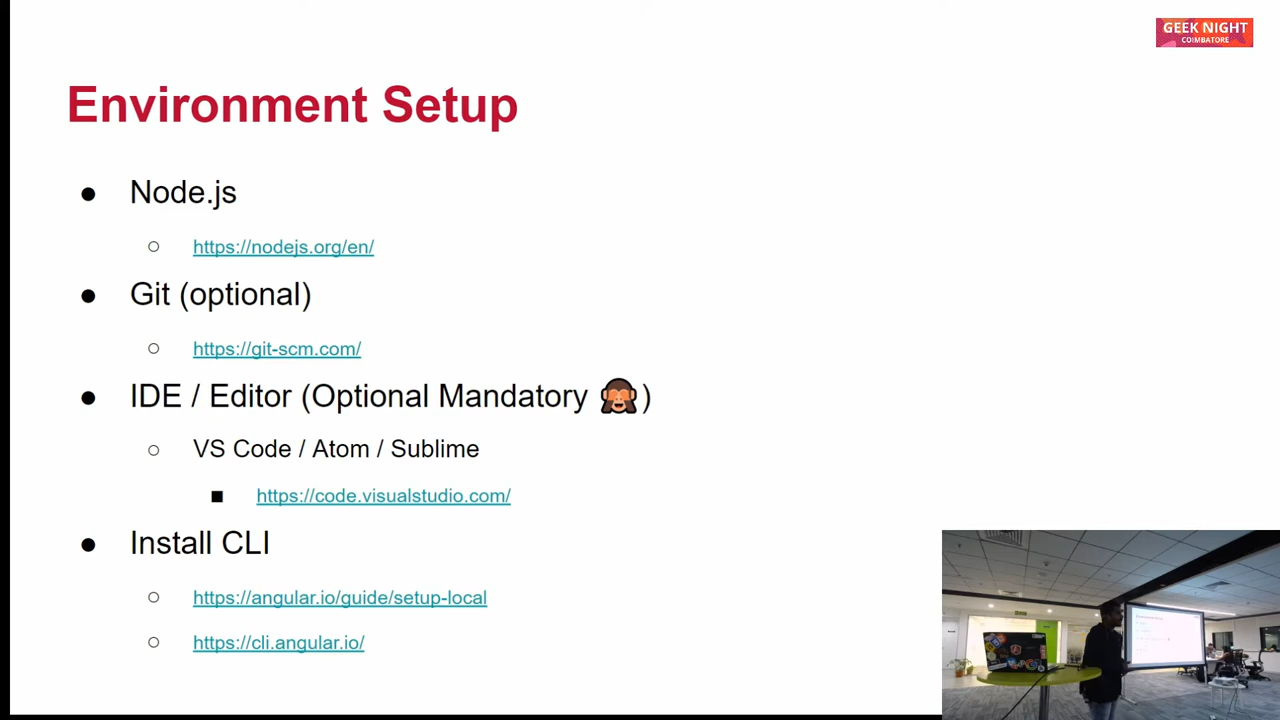 GEEK NIGHT
COIMBATORE
Environment Setup
● Node.js
○ https://nodejs.org/en/
● Git (optional)
○ https://git-scm.com/
● IDE / Editor (Optional Mandatory 🙈)
○ VS Code / Atom / Sublime
■ https://code.visualstudio.com/
● Install CLI
○ https://angular.io/guide/setup-local
○ https://cli.angular.io/